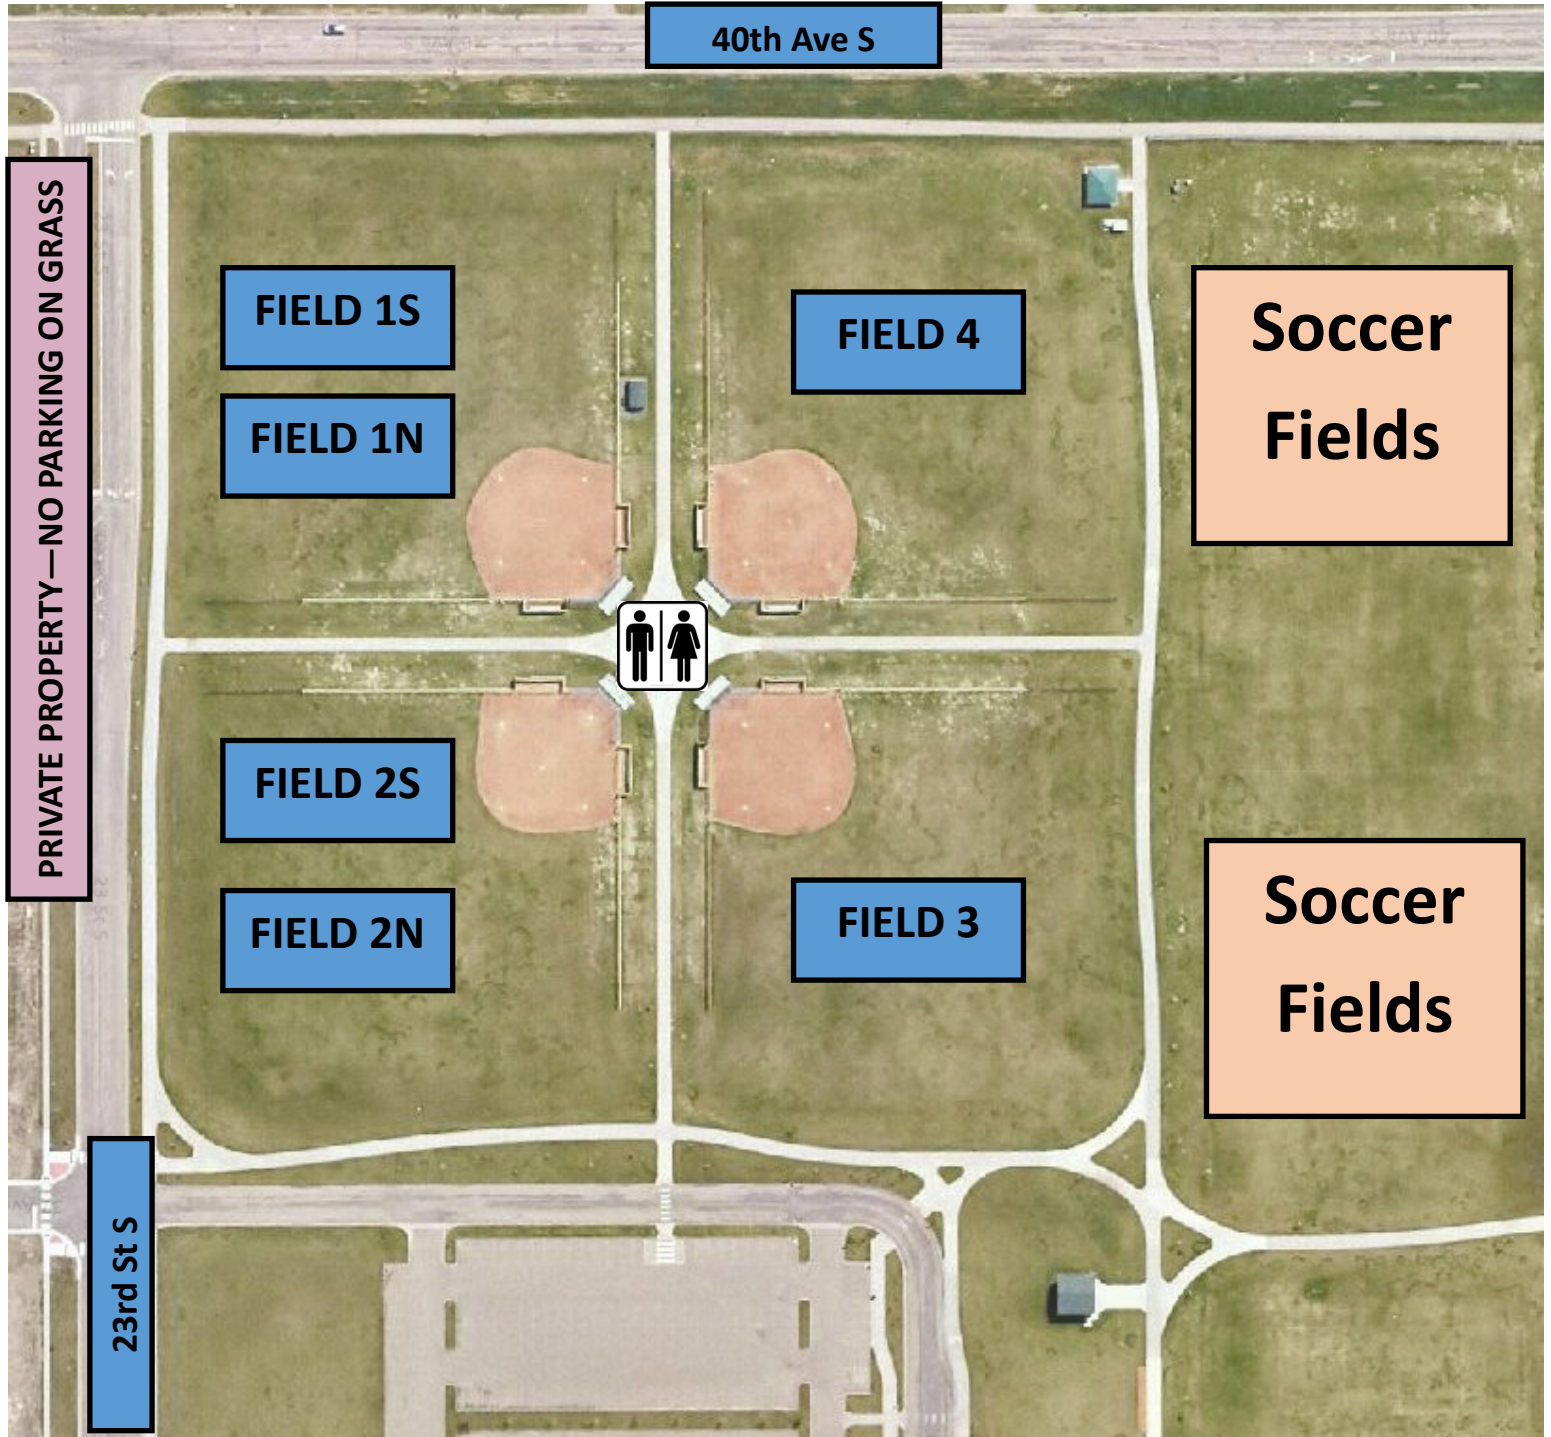 40th Ave S
PRIVATE PROPERTY—NO PARKING ON GRASS
FIELD 1S
FIELD 4
Soccer
Fields
FIELD 1N
FIELD 2S
FIELD 2N
FIELD 3
Soccer
Fields
23rd St S